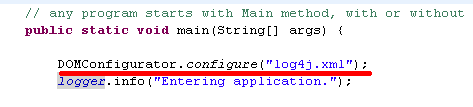 // any program starts with Main method, with or without
public static void main(String[] args) {
DOMConfigurator.configure("log4j.xml");
logger.info("Entering application.");